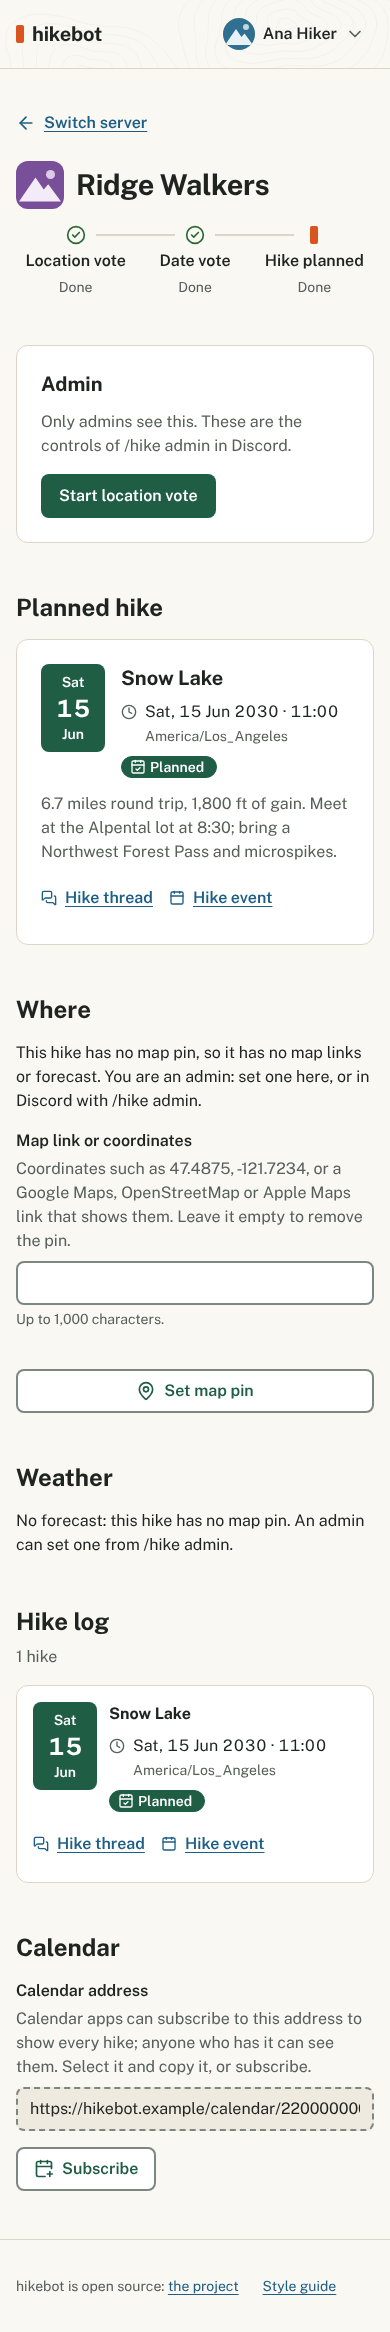 hikebot
Ana Hiker
Switch server
Ridge Walkers
Location vote
Done
Date vote
Done
Hike planned
Done
Admin
Only admins see this. These are the
controls of /hike admin in Discord.
Start location vote
Planned hike
Sat
15
Jun
Snow Lake
Sat, 15 Jun 2030 · 11:00
America/Los_Angeles
Planned
6.7 miles round trip, 1,800 ft of gain. Meet
at the Alpental lot at 8:30; bring a
Northwest Forest Pass and microspikes.
Hike thread
Hike event
Where
This hike has no map pin, so it has no map links
or forecast. You are an admin: set one here, or in
Discord with /hike admin.
Map link or coordinates
Coordinates such as 47.4875, -121.7234, or a
Google Maps, OpenStreetMap or Apple Maps
link that shows them. Leave it empty to remove
the pin.
Up to 1,000 characters.
Set map pin
Weather
No forecast: this hike has no map pin. An admin
can set one from /hike admin.
Hike log
1 hike
Sat
15
Jun
Snow Lake
Sat, 15 Jun 2030 · 11:00
America/Los_Angeles
Planned
Hike thread
Hike event
Calendar
Calendar address
Calendar apps can subscribe to this address to
show every hike; anyone who has it can see
them. Select it and copy it, or subscribe.
https://hikebot.example/calendar/22000000
Subscribe
hikebot is open source: the project
Style guide